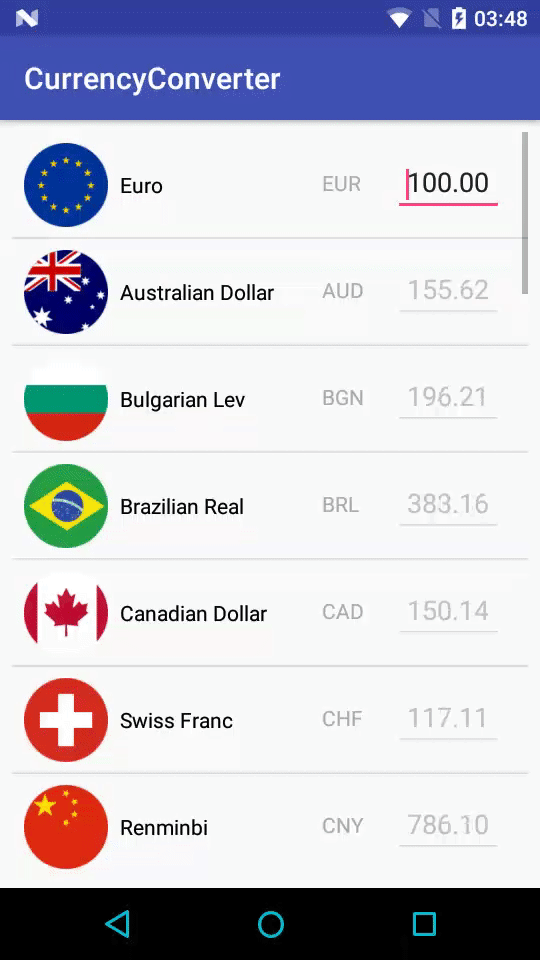 03:48
CurrencyConverter
Euro EUR 100.00
Australian Dollar AUD 155.62
Bulgarian Lev BGN 196.21
Brazilian Real BRL 383.16
Canadian Dollar CAD 150.14
Swiss Franc CHF 117.11
Renminbi CNY 786.10